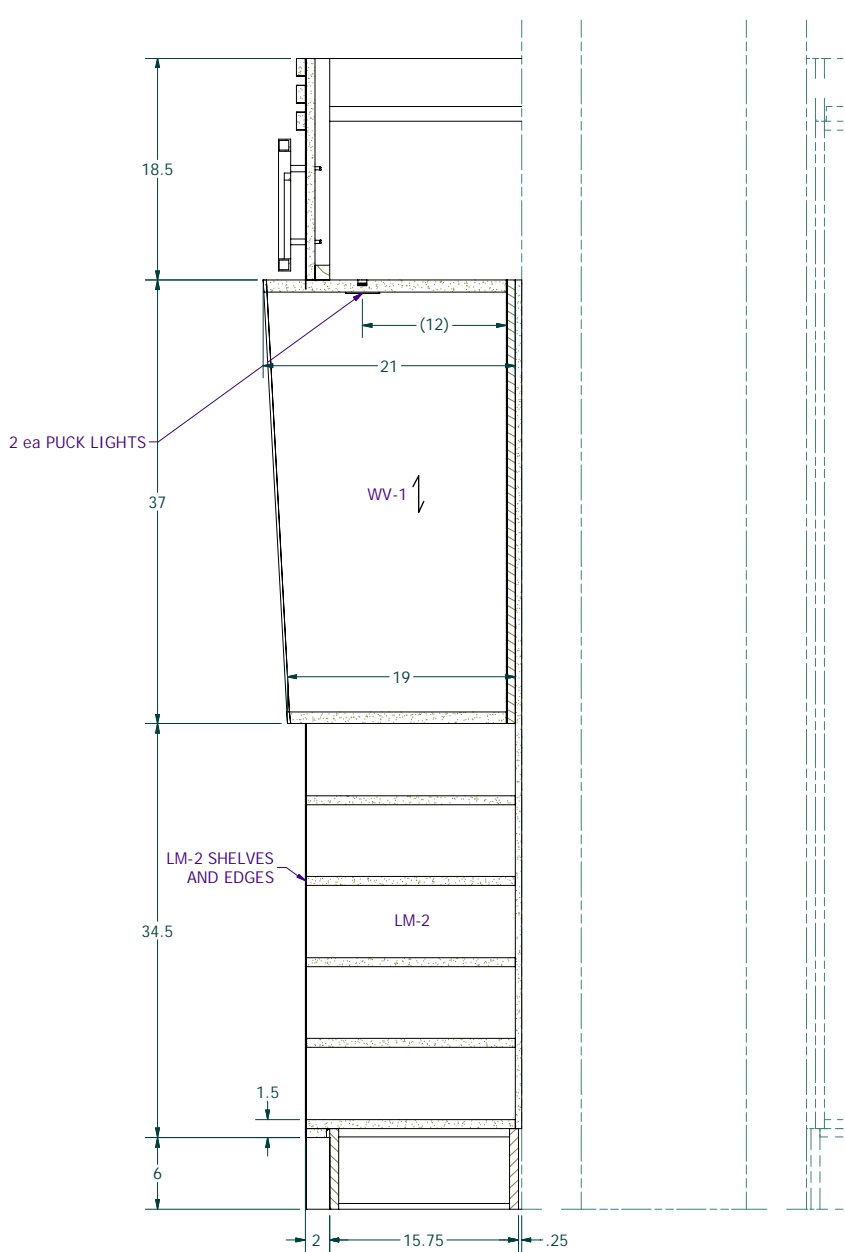 18.5
(12)
21
2 ea PUCK LIGHTS
WV-1
37
19
LM-2 SHELVES
AND EDGES
LM-2
34.5
1.5
6
2
15.75
.25